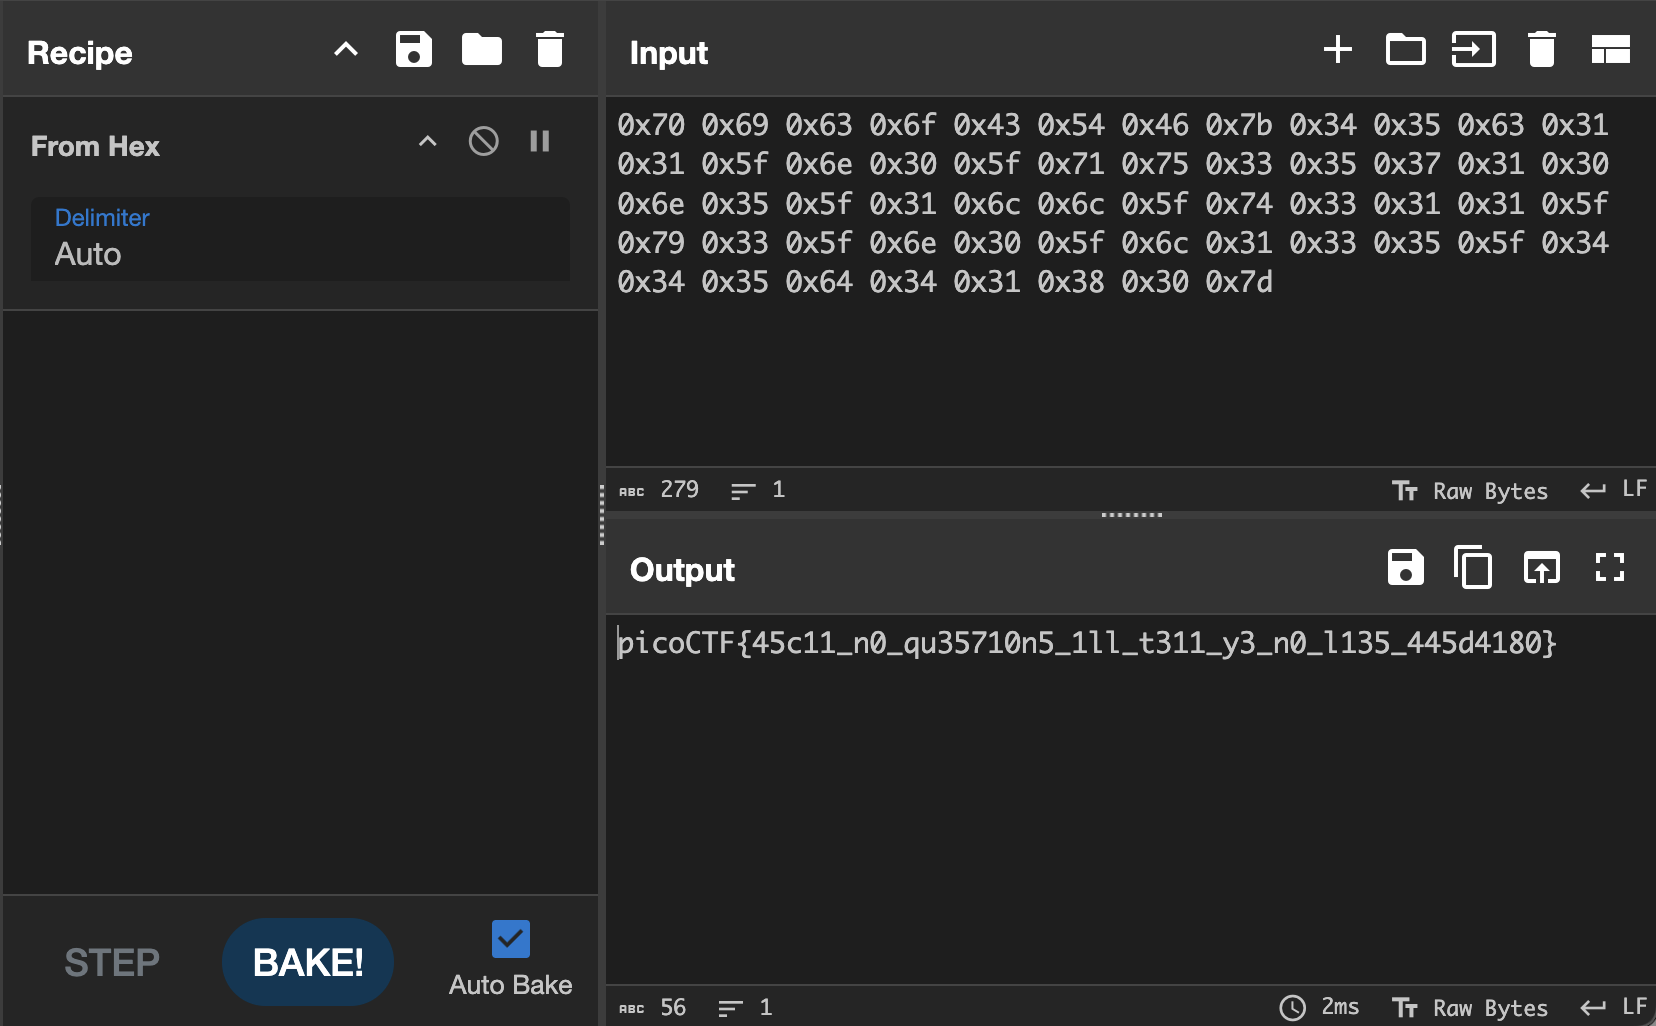 Recipe
From Hex
Delimiter
Auto
STEP
BAKE!
Auto Bake
Input
0x70 0x69 0x63 0x6f 0x43 0x54 0x46 0x7b 0x34 0x35 0x63 0x31
0x31 0x5f 0x6e 0x30 0x5f 0x71 0x75 0x33 0x35 0x37 0x31 0x30
0x6e 0x35 0x5f 0x31 0x6c 0x6c 0x5f 0x74 0x33 0x31 0x31 0x5f
0x79 0x33 0x5f 0x6e 0x30 0x5f 0x6c 0x31 0x33 0x35 0x5f 0x34
0x34 0x35 0x64 0x34 0x31 0x38 0x30 0x7d
ABC 279 1 Tт Raw Bytes LF
Output
picoCTF{45c11_n0_qu35710n5_1ll_t311_y3_n0_l135_445d4180}
ABC 56 1 2ms Tт Raw Bytes LF